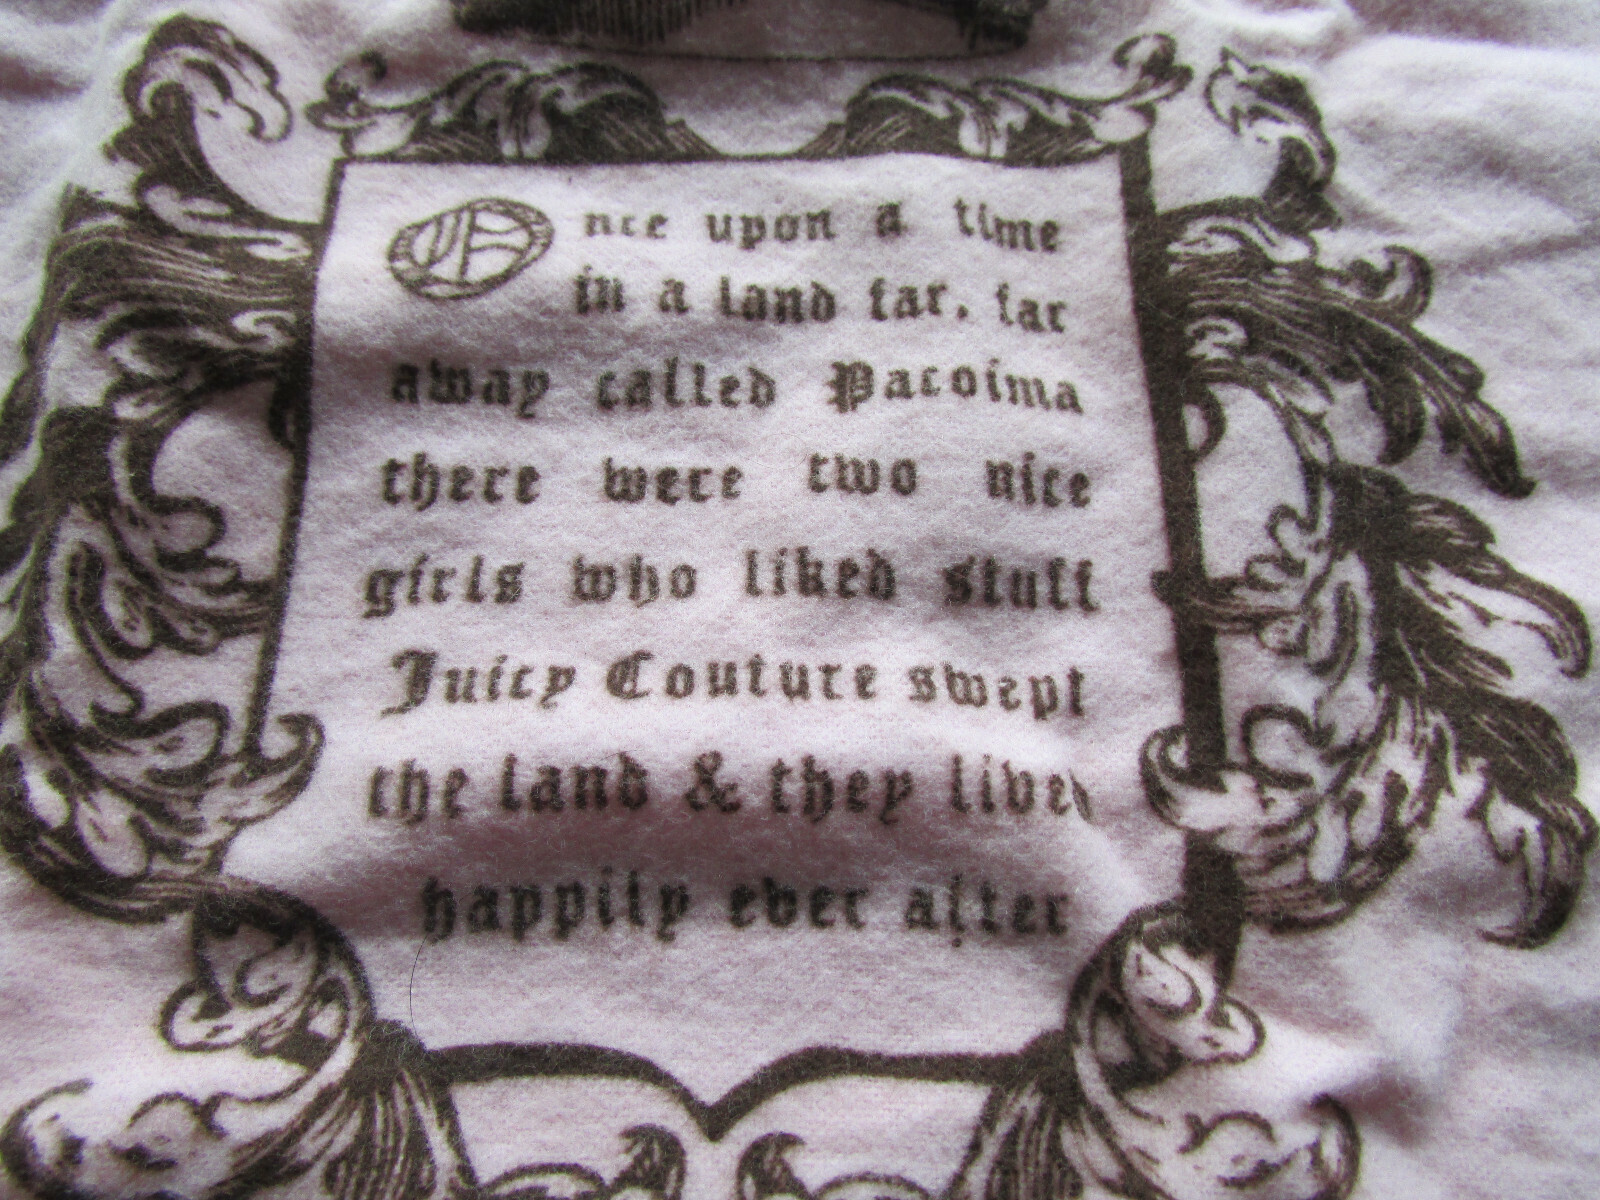 Once upon a time
in a land far, far
away called Pacoima
there were two nice
girls who liked stuff
Juicy Couture swept
the land & they lived
happily ever after